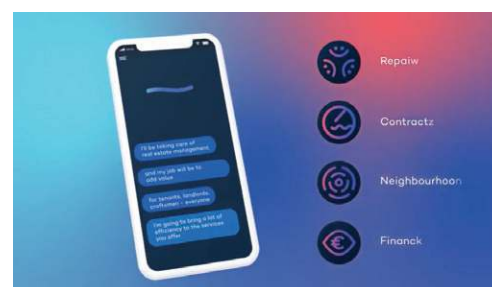 I'll be taking care of
real estate management,
and my job will be to
add value
for tenants, landlords,
craftsmen – everyone
I'm going to bring a bit of
efficiency to the services
you offer
Repaiw
Contractz
Neighbourhoon
Financk